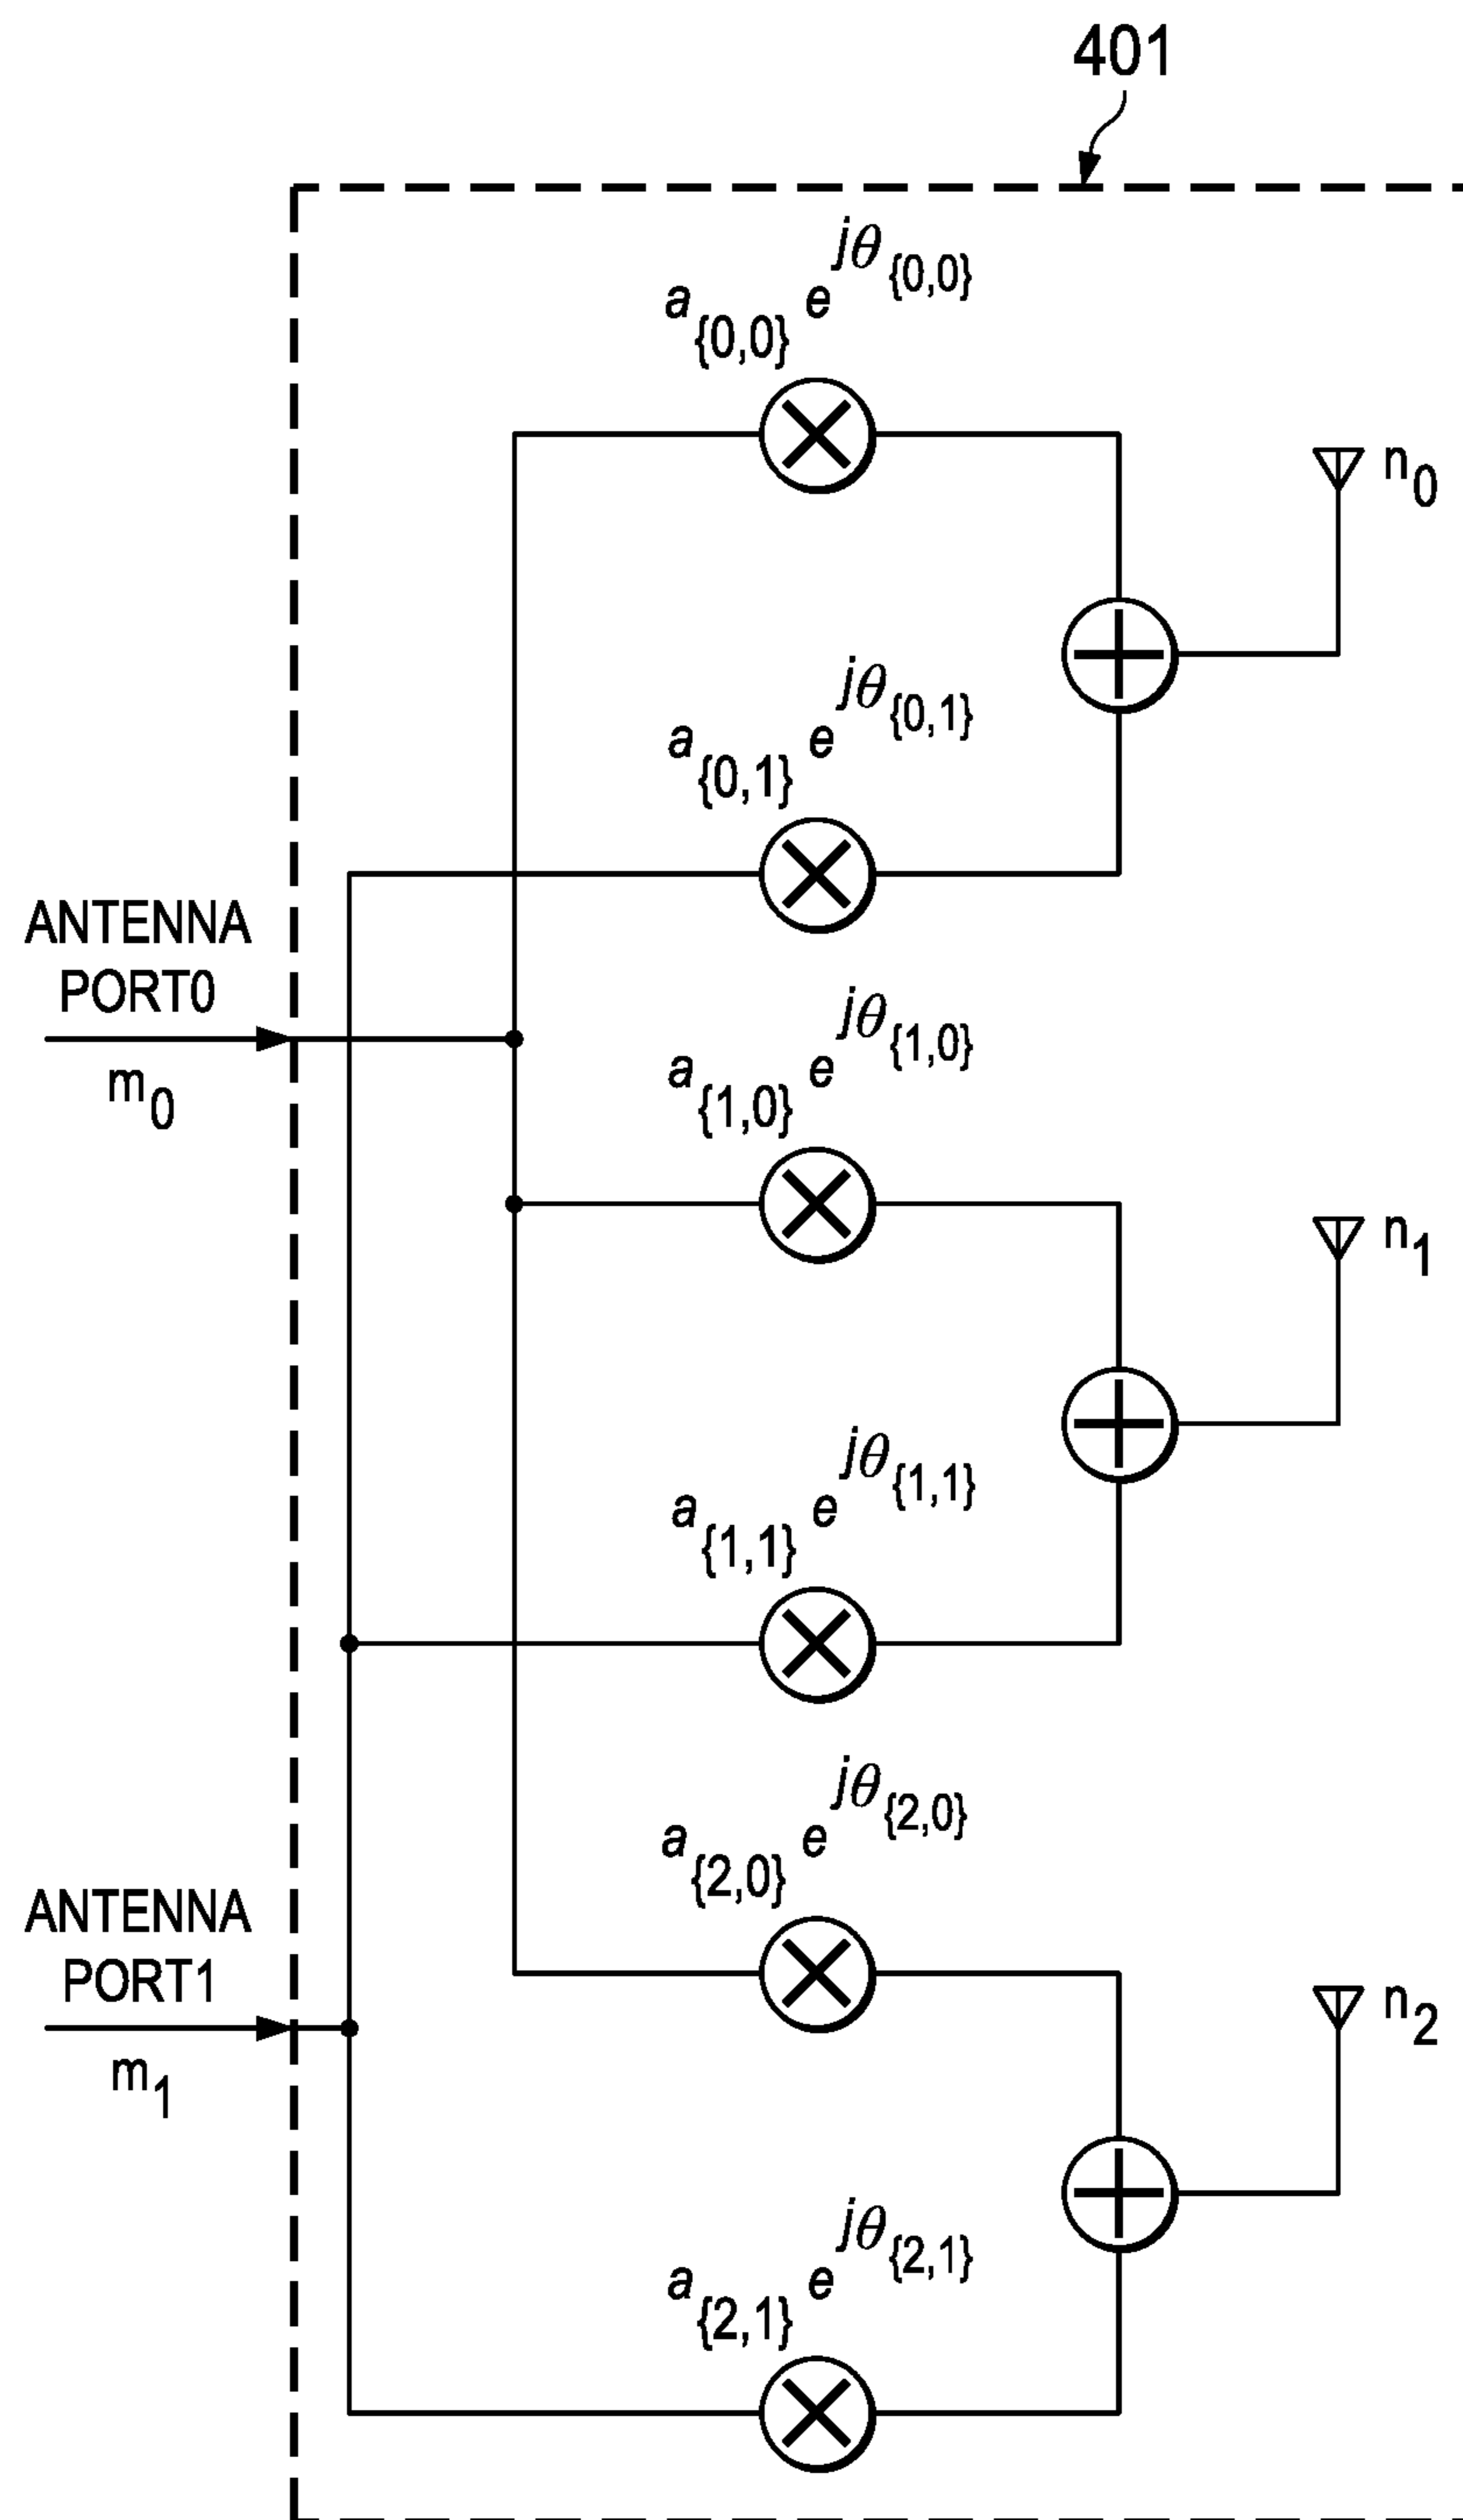 401
a{0,0} e^jθ{0,0}
n0
a{0,1} e^jθ{0,1}
ANTENNA
PORT0
m0
a{1,0} e^jθ{1,0}
n1
a{1,1} e^jθ{1,1}
a{2,0} e^jθ{2,0}
ANTENNA
PORT1
m1
n2
a{2,1} e^jθ{2,1}